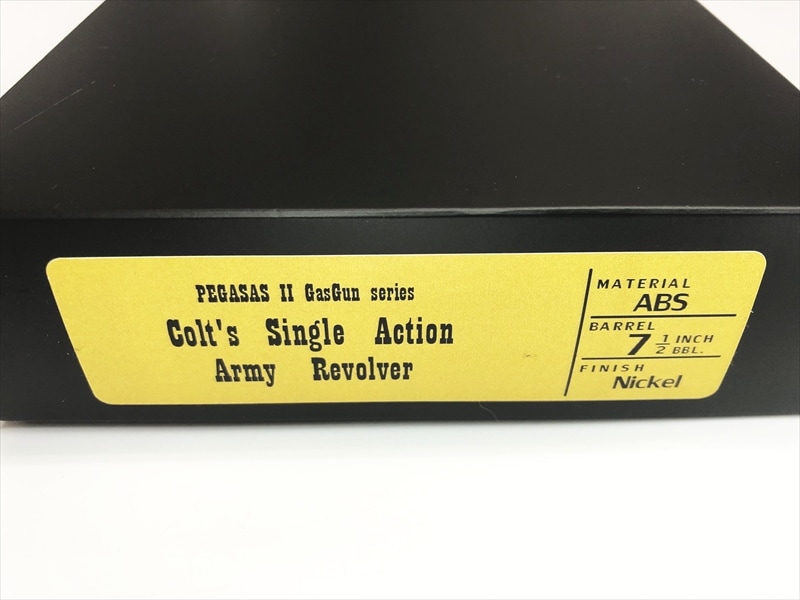 PEGASAS II GasGun series
Colt's Single Action
Army Revolver
MATERIAL
ABS
BARREL
7 1/2 INCH BBL.
FINISH
Nickel